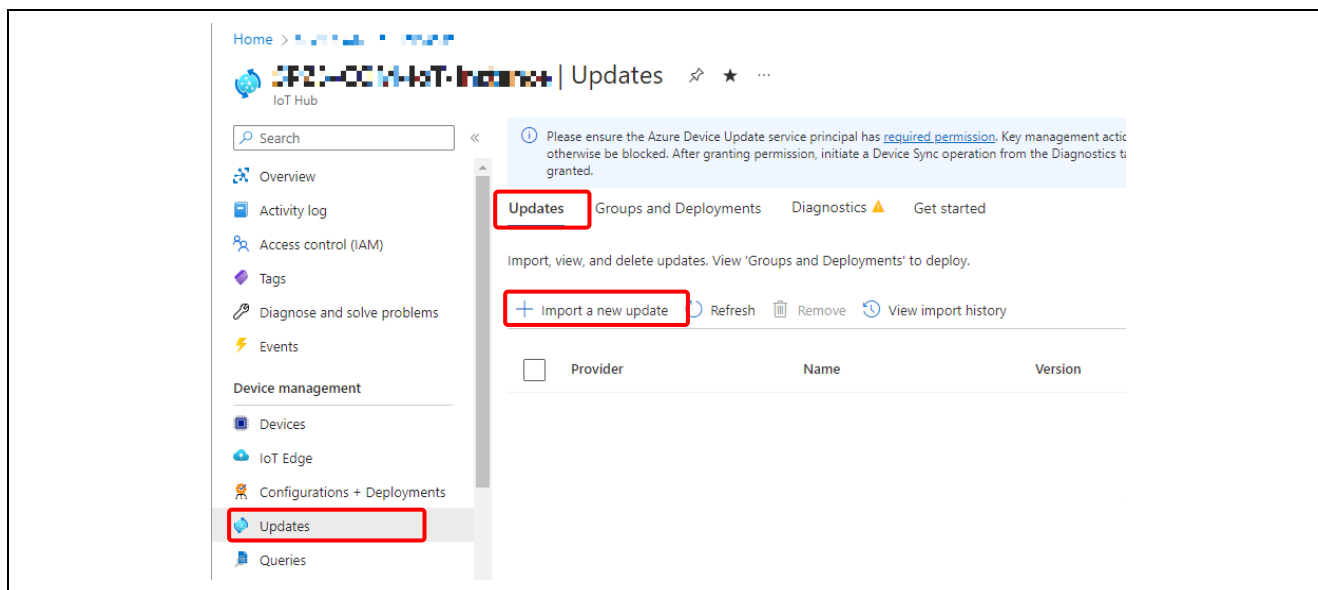 Home >
| Updates
IoT Hub
Search
Overview
Activity log
Access control (IAM)
Tags
Diagnose and solve problems
Events
Device management
Devices
IoT Edge
Configurations + Deployments
Updates
Queries
Please ensure the Azure Device Update service principal has required permission. Key management actic
otherwise be blocked. After granting permission, initiate a Device Sync operation from the Diagnostics ta
granted.
Updates Groups and Deployments Diagnostics Get started
Import, view, and delete updates. View 'Groups and Deployments' to deploy.
+ Import a new update Refresh Remove View import history
Provider Name Version